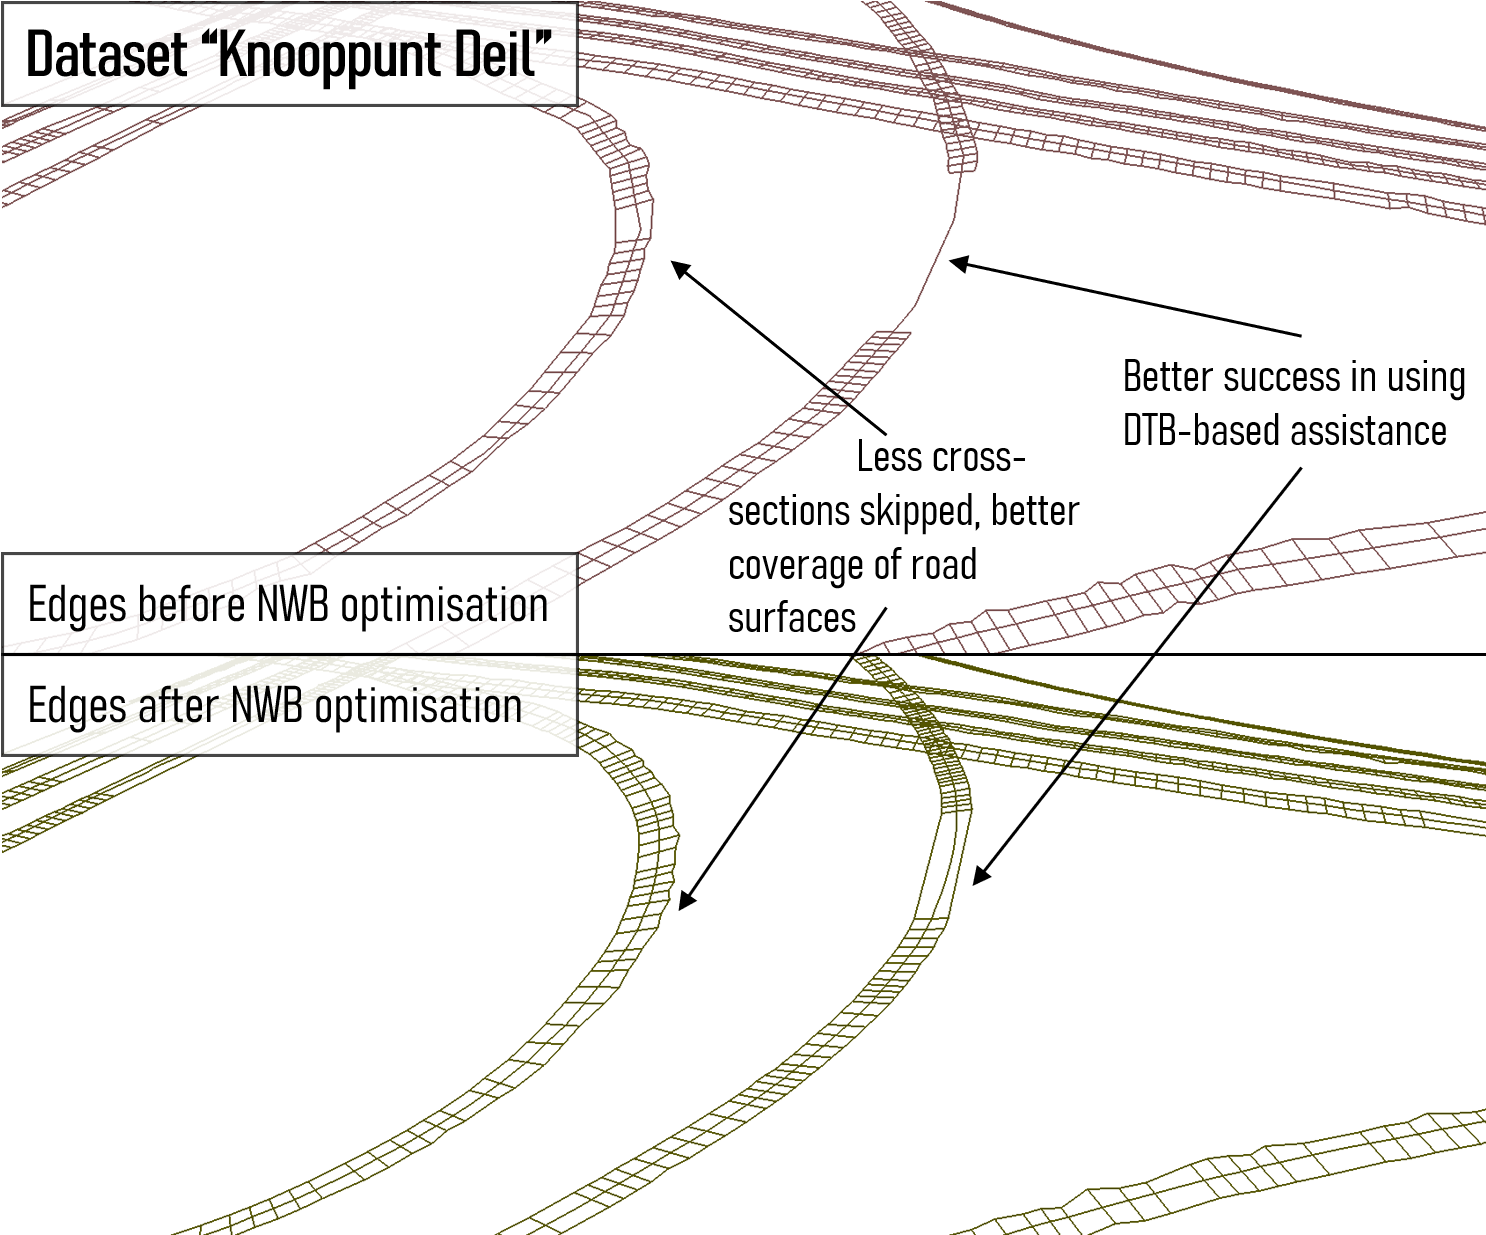 Dataset “Knooppunt Deil”
Better success in using
DTB-based assistance
Less cross-
sections skipped, better
coverage of road
surfaces
Edges before NWB optimisation
Edges after NWB optimisation